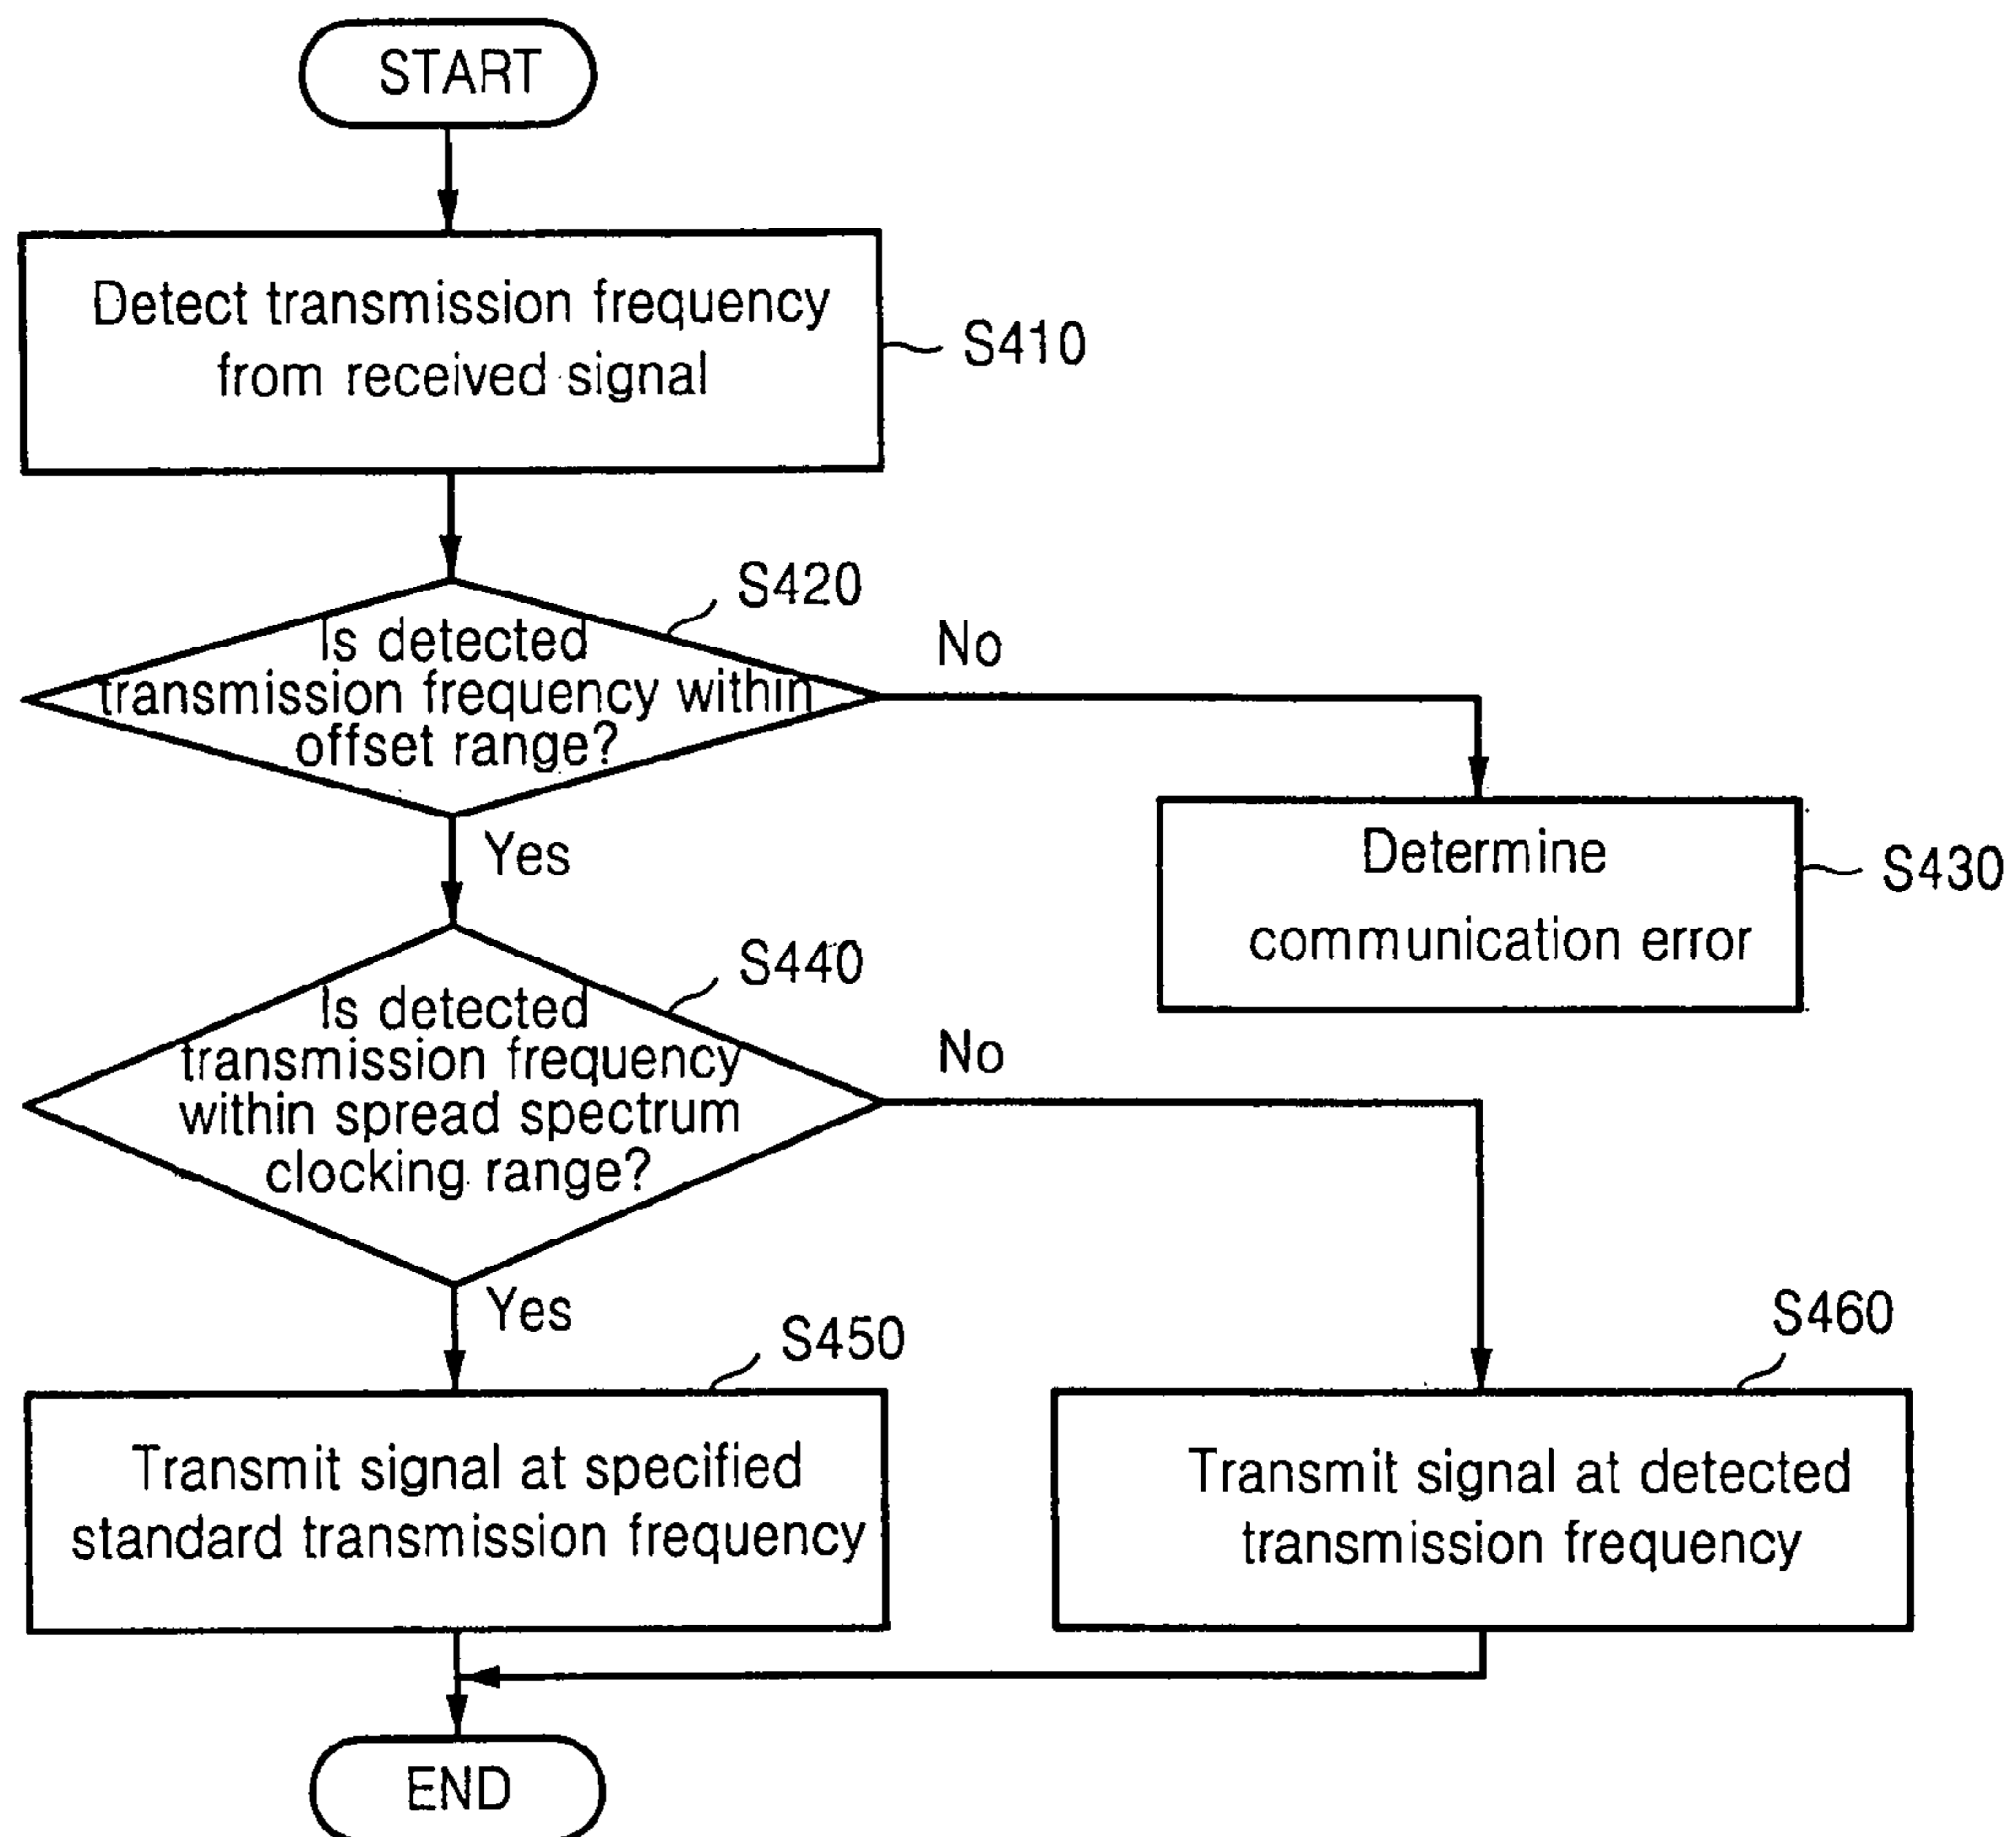 START
Detect transmission frequency
from received signal
S410
S420
Is detected
transmission frequency within
offset range?
No
Yes
Determine
communication error
S430
S440
Is detected
transmission frequency
within spread spectrum
clocking range?
No
Yes
S450
Transmit signal at specified
standard transmission frequency
S460
Transmit signal at detected
transmission frequency
END